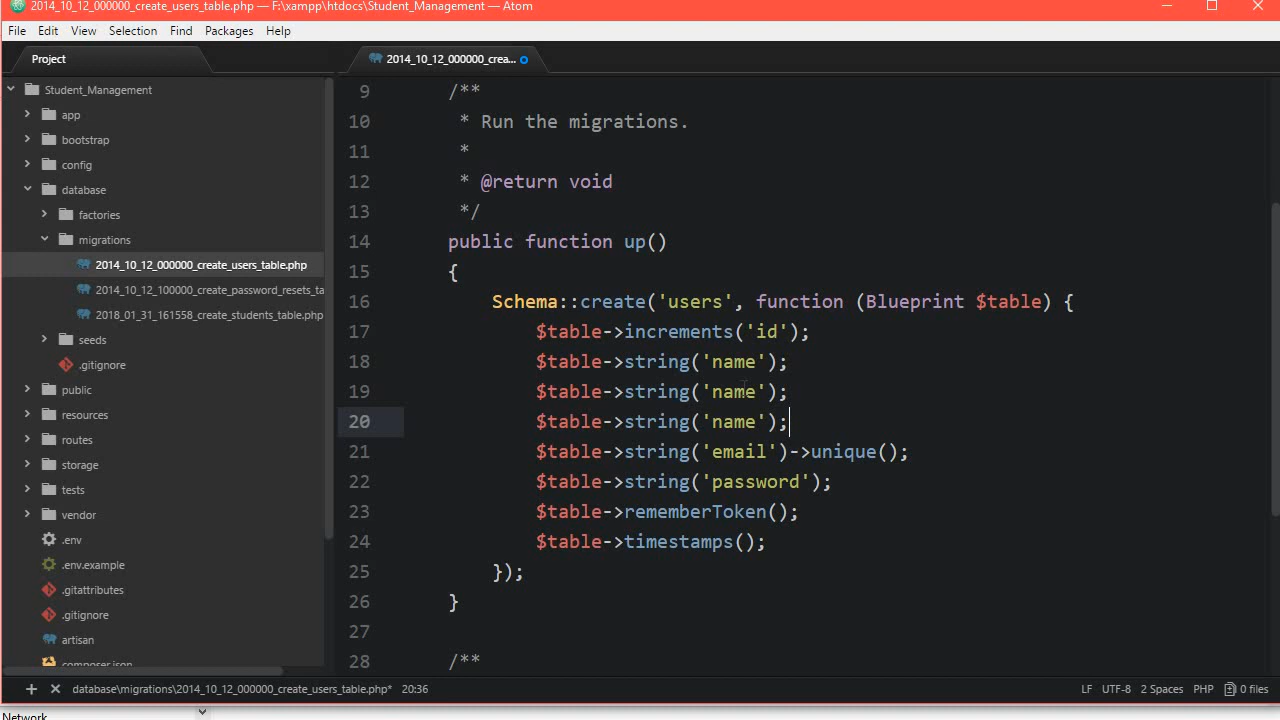 2014_10_12_000000_create_users_table.php — F:\xampp\htdocs\Student_Management — Atom
File Edit View Selection Find Packages Help
Project
2014_10_12_000000_crea...
Student_Management
app
bootstrap
config
database
factories
migrations
2014_10_12_000000_create_users_table.php
2014_10_12_100000_create_password_resets_ta
2018_01_31_161558_create_students_table.php
seeds
.gitignore
public
resources
routes
storage
tests
vendor
.env
.env.example
.gitattributes
.gitignore
artisan
composer.json
9 /**
10 * Run the migrations.
11 *
12 * @return void
13 */
14 public function up()
15 {
16 Schema::create('users', function (Blueprint $table) {
17 $table->increments('id');
18 $table->string('name');
19 $table->string('name');
20 $table->string('name');
21 $table->string('email')->unique();
22 $table->string('password');
23 $table->rememberToken();
24 $table->timestamps();
25 });
26 }
27
28 /**
database\migrations\2014_10_12_000000_create_users_table.php* 20:36
LF UTF-8 2 Spaces PHP 0 files
Network